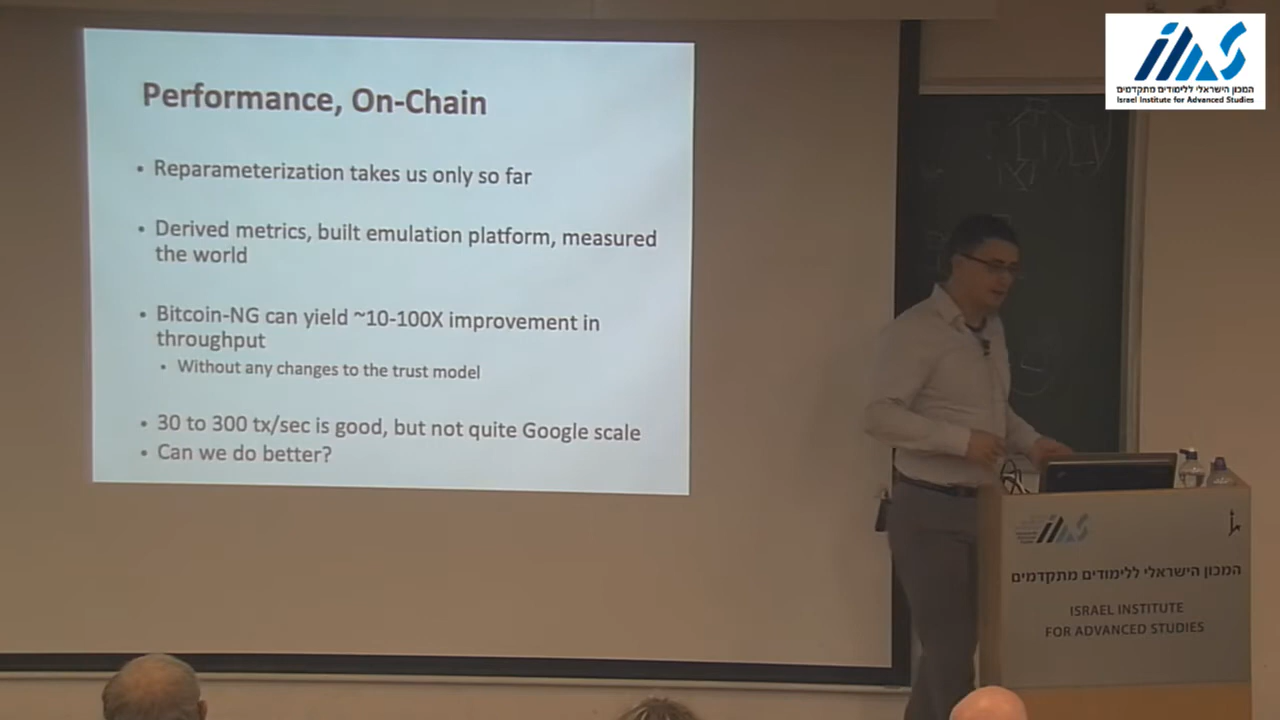 Performance, On-Chain
• Reparameterization takes us only so far
• Derived metrics, built emulation platform, measured
the world
• Bitcoin-NG can yield ~10-100X improvement in
throughput
• Without any changes to the trust model
• 30 to 300 tx/sec is good, but not quite Google scale
• Can we do better?
המכון הישראלי ללימודים מתקדמים
Israel Institute for Advanced Studies
המכון הישראלי ללימודים מתקדמים
ISRAEL INSTITUTE
FOR ADVANCED STUDIES